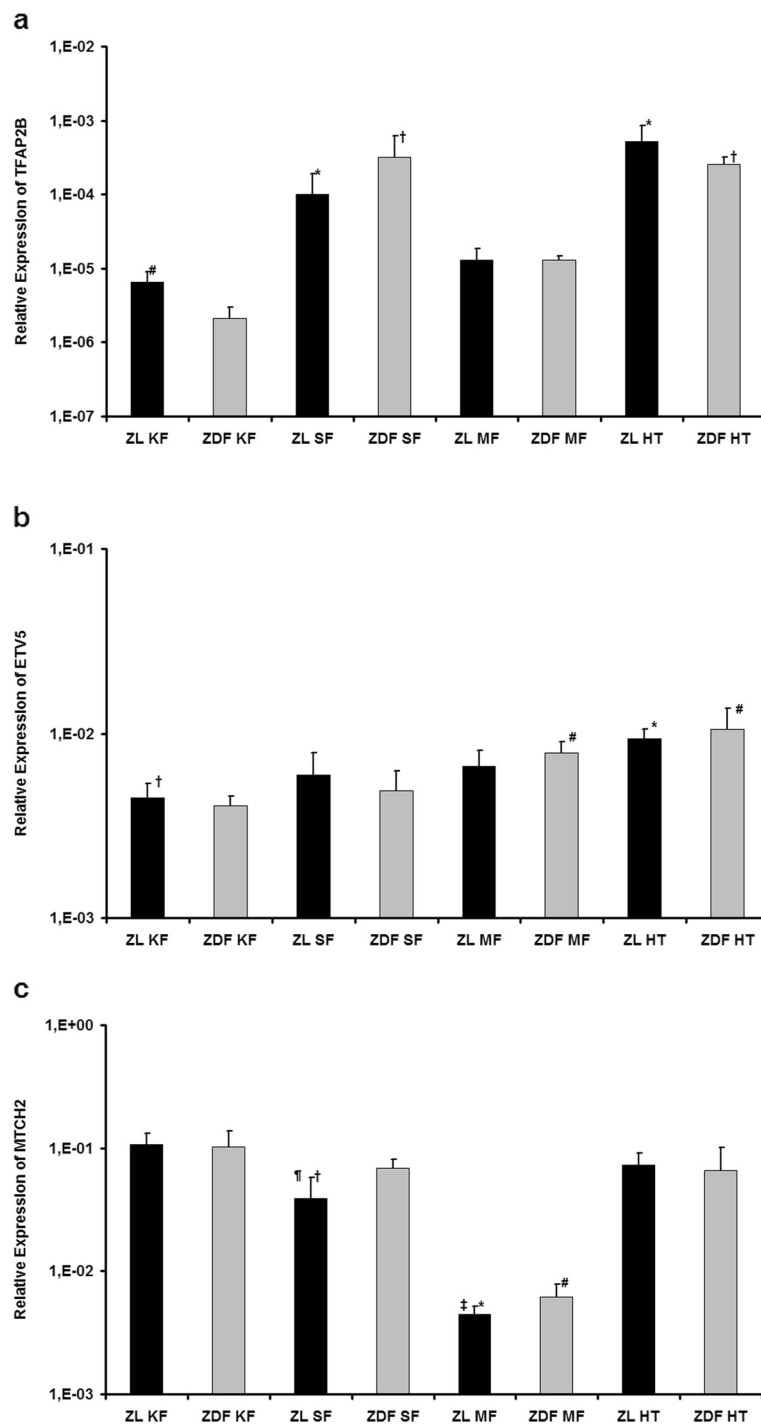 a
Relative Expression of TFAP2B
1,E-02
1,E-03
1,E-04
1,E-05
1,E-06
1,E-07
#
*
†
*
†
ZL KF ZDF KF ZL SF ZDF SF ZL MF ZDF MF ZL HT ZDF HT
b
Relative Expression of ETV5
1,E-01
1,E-02
1,E-03
†
#
*
#
ZL KF ZDF KF ZL SF ZDF SF ZL MF ZDF MF ZL HT ZDF HT
c
Relative Expression of MTCH2
1,E+00
1,E-01
1,E-02
1,E-03
¶ †
‡ *
#
ZL KF ZDF KF ZL SF ZDF SF ZL MF ZDF MF ZL HT ZDF HT